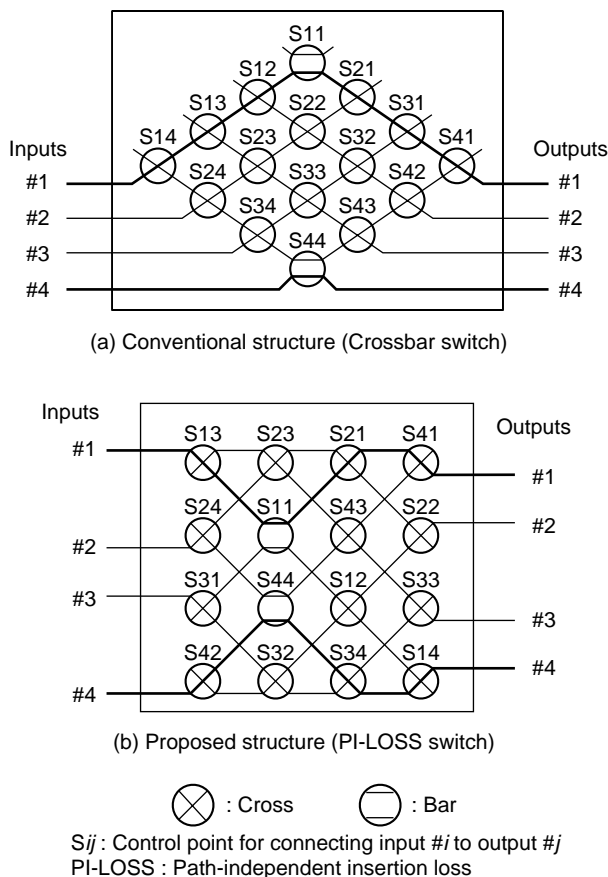 S11
S12 S21
S13 S22 S31
S14 S23 S32 S41
Inputs Outputs
S24 S33 S42
#1 #1
S34 S43
#2 #2
#3 S44 #3
#4 #4
(a) Conventional structure (Crossbar switch)
Inputs Outputs
#1 S13 S23 S21 S41
#1
S24 S11 S43 S22
#2 #2
#3 S31 S44 S12 S33
#3
S42 S32 S34 S14
#4 #4
(b) Proposed structure (PI-LOSS switch)
: Cross : Bar
Sij : Control point for connecting input #i to output #j
PI-LOSS : Path-independent insertion loss